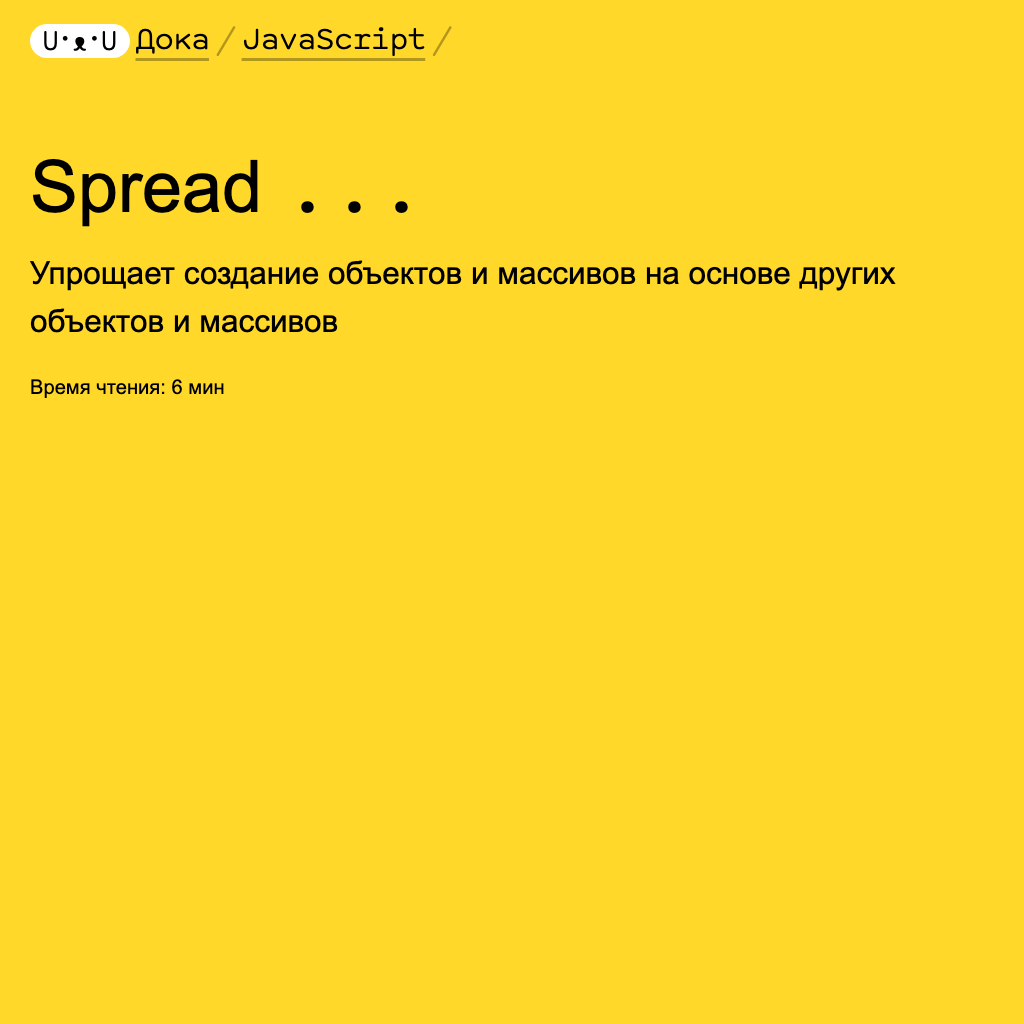 U·ᴥ·U Дока / JavaScript /
Spread ...
Упрощает создание объектов и массивов на основе других
объектов и массивов
Время чтения: 6 мин